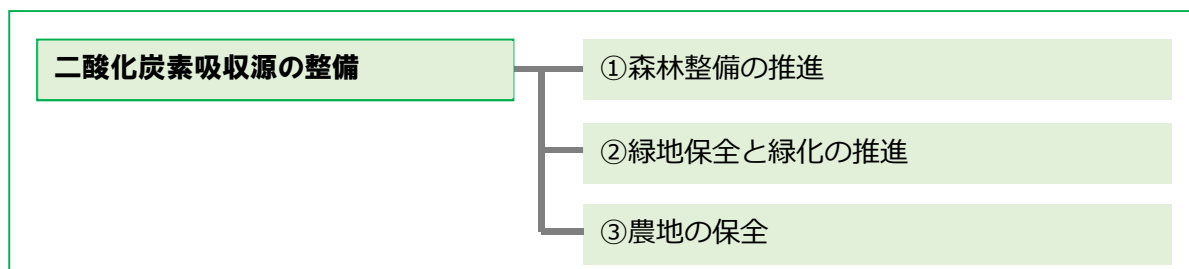 二酸化炭素吸収源の整備
①森林整備の推進
②緑地保全と緑化の推進
③農地の保全